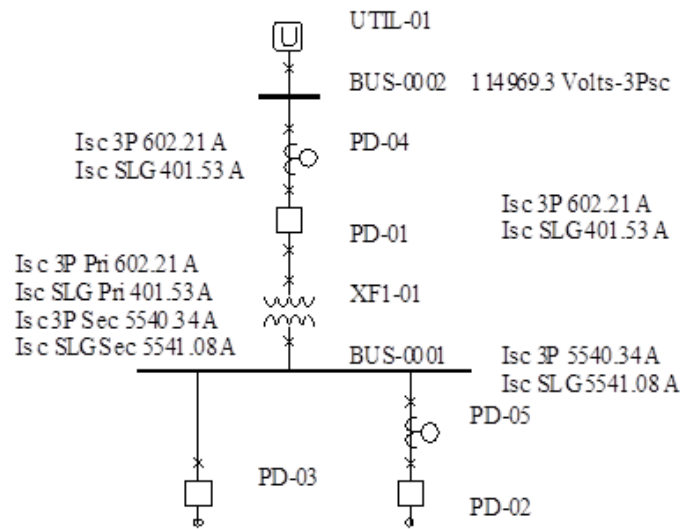 U
UTIL-01
BUS-0002 114969.3 Volts-3Psc
Isc 3P 602.21 A
Isc SLG 401.53 A
PD-04
Isc 3P 602.21 A
Isc SLG 401.53 A
PD-01
Isc 3P Pri 602.21 A
Isc SLG Pri 401.53 A
Isc 3P Sec 5540.34 A
Isc SLG Sec 5541.08 A
XF1-01
BUS-0001
Isc 3P 5540.34 A
Isc SLG 5541.08 A
PD-05
PD-03
PD-02